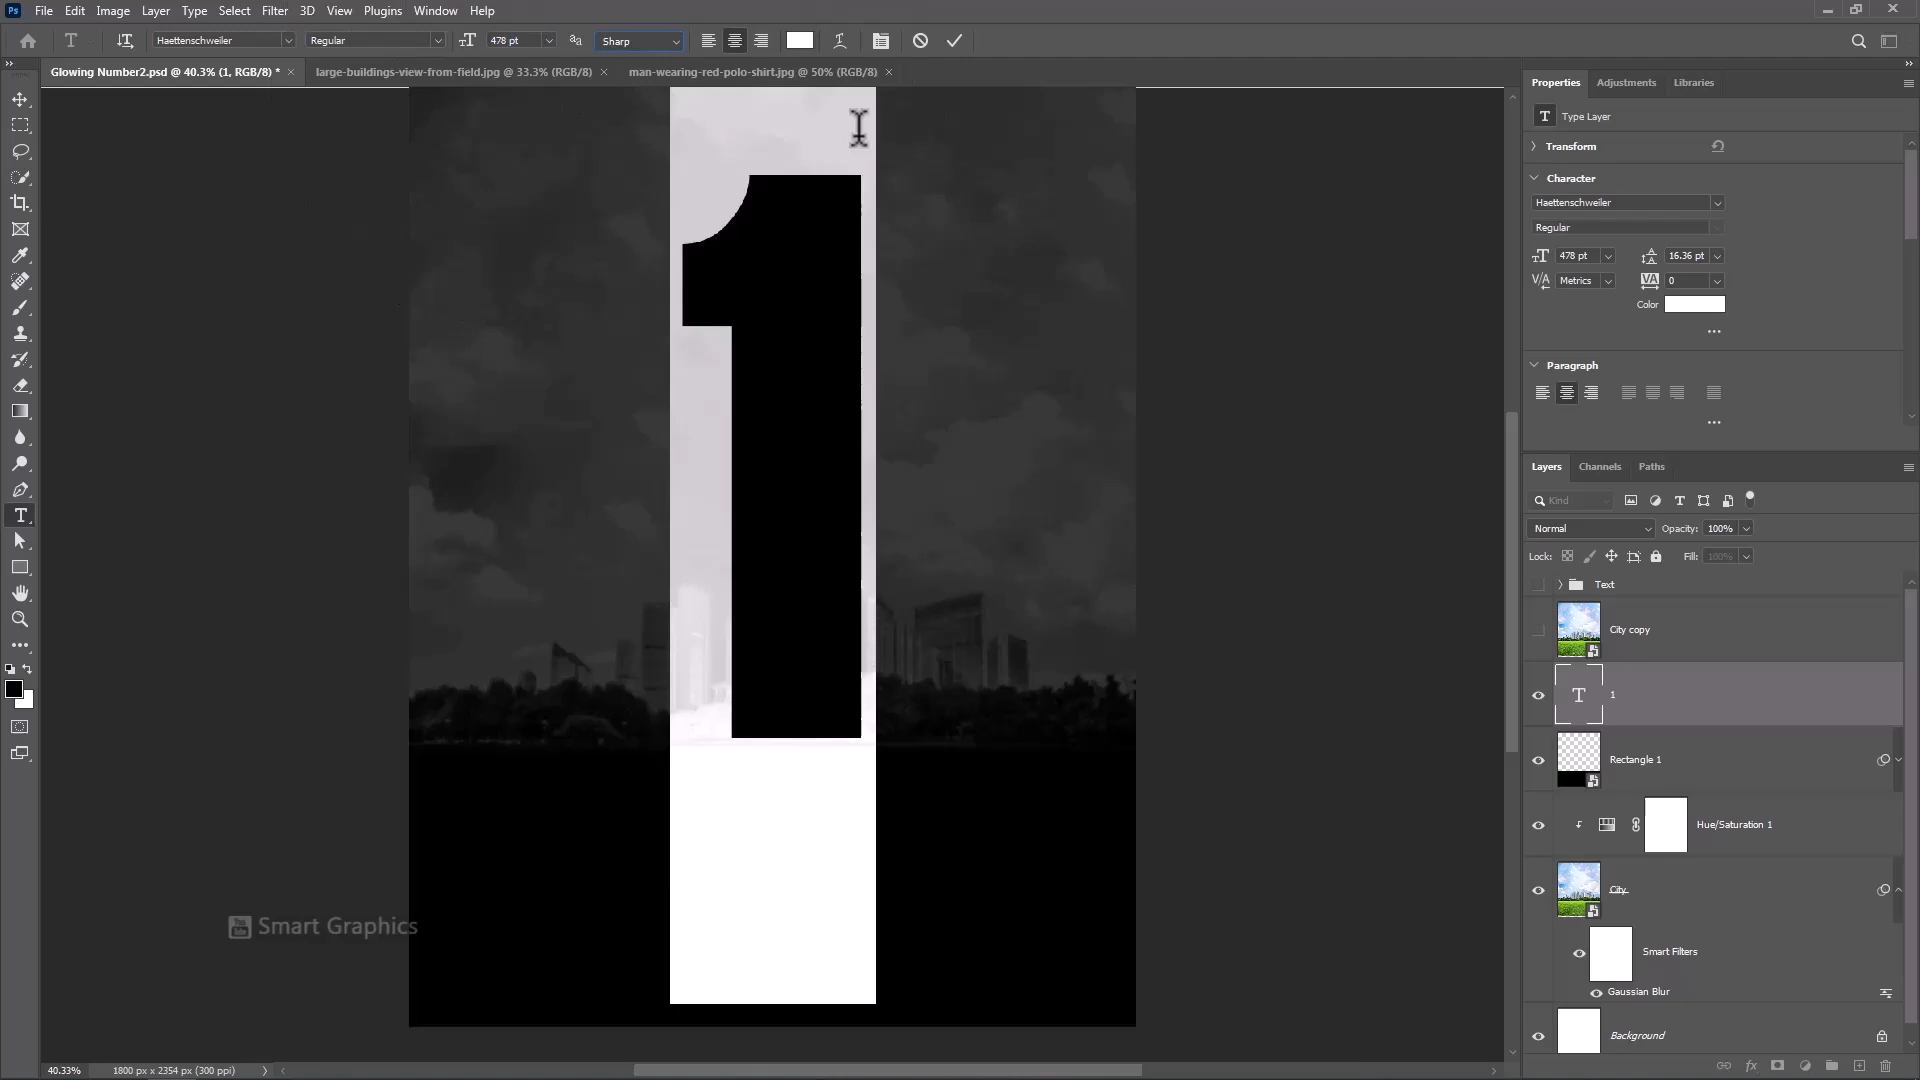 Ps File Edit Image Layer Type Select Filter 3D View Plugins Window Help
T Haettenschweiler Regular 478 pt Sharp
Glowing Number2.psd @ 40.3% (1, RGB/8) * large-buildings-view-from-field.jpg @ 33.3% (RGB/8) man-wearing-red-polo-shirt.jpg @ 50% (RGB/8)
1
Smart Graphics
Properties Adjustments Libraries
T Type Layer
Transform
Character
Haettenschweiler
Regular
478 pt 16.36 pt
Metrics 0
Color
Paragraph
Layers Channels Paths
Kind
Normal Opacity: 100%
Lock: Fill: 100%
Text
City copy
T 1
Rectangle 1
Hue/Saturation 1
City
Smart Filters
Gaussian Blur
Background
40.33% 1800 px x 2354 px (300 ppi)